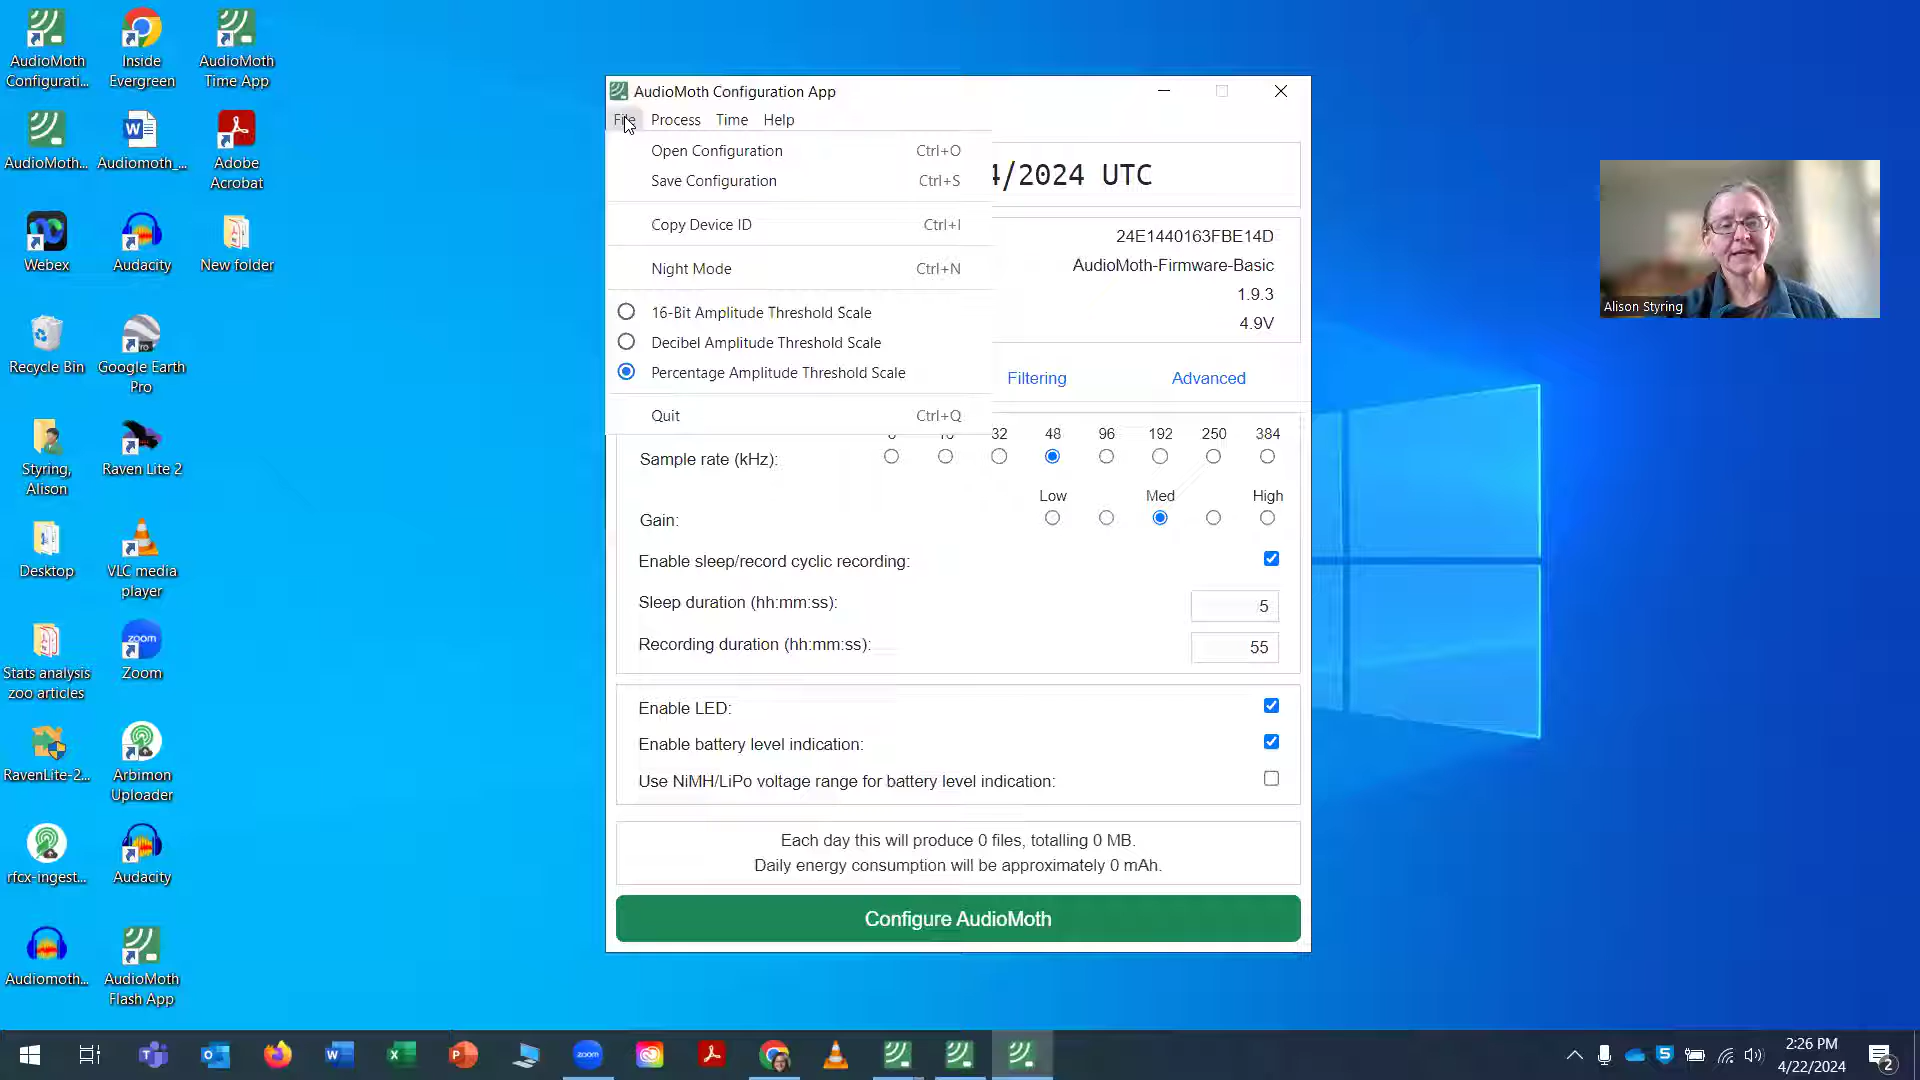 AudioMoth
Configurati...
Inside
Evergreen
AudioMoth
Time App
AudioMoth...
Audiomoth_...
Adobe
Acrobat
Webex
Audacity
New folder
Recycle Bin
Google Earth
Pro
Styring,
Alison
Raven Lite 2
Desktop
VLC media
player
Stats analysis
zoo articles
zoom
Zoom
RavenLite-2...
Arbimon
Uploader
rfcx-ingest...
Audacity
Audiomoth...
AudioMoth
Flash App
AudioMoth Configuration App
File Process Time Help
Open Configuration Ctrl+O
Save Configuration Ctrl+S
Copy Device ID Ctrl+I
Night Mode Ctrl+N
16-Bit Amplitude Threshold Scale
Decibel Amplitude Threshold Scale
Percentage Amplitude Threshold Scale
Quit Ctrl+Q
4/2024 UTC
24E1440163FBE14D
AudioMoth-Firmware-Basic
1.9.3
4.9V
Filtering Advanced
32 48 96 192 250 384
Sample rate (kHz):
Low Med High
Gain:
Enable sleep/record cyclic recording:
Sleep duration (hh:mm:ss): 5
Recording duration (hh:mm:ss): 55
Enable LED:
Enable battery level indication:
Use NiMH/LiPo voltage range for battery level indication:
Each day this will produce 0 files, totalling 0 MB.
Daily energy consumption will be approximately 0 mAh.
Configure AudioMoth
Alison Styring
zoom
2:26 PM
4/22/2024
2